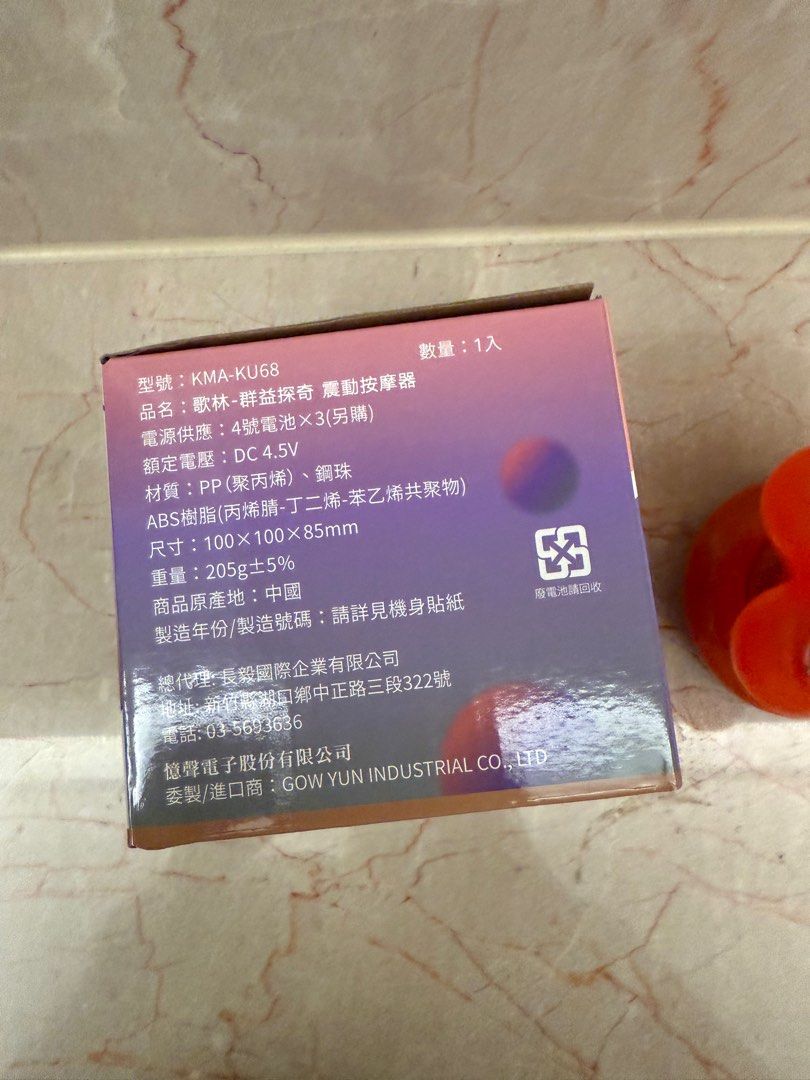 型號：KMA-KU68
數量：1入
品名：歌林-群益探奇 震動按摩器
電源供應：4號電池×3(另購)
額定電壓：DC 4.5V
材質：PP(聚丙烯)、鋼珠
ABS樹脂(丙烯腈-丁二烯-苯乙烯共聚物)
尺寸：100×100×85mm
重量：205g±5%
商品原產地：中國
製造年份/製造號碼：請詳見機身貼紙
廢電池請回收
總代理: 長毅國際企業有限公司
地址: 新竹縣湖口鄉中正路三段322號
電話: 03-5693636
憶聲電子股份有限公司
委製/進口商：GOW YUN INDUSTRIAL CO., LTD